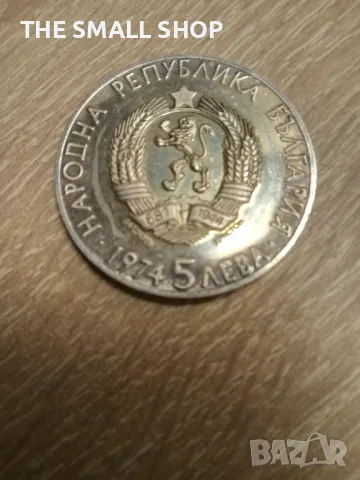 THE SMALL SHOP
НАРОДНА РЕПУБЛИКА БЪЛГАРИЯ
681 1944
· 1974 5 ЛЕВА ·
BAZAR